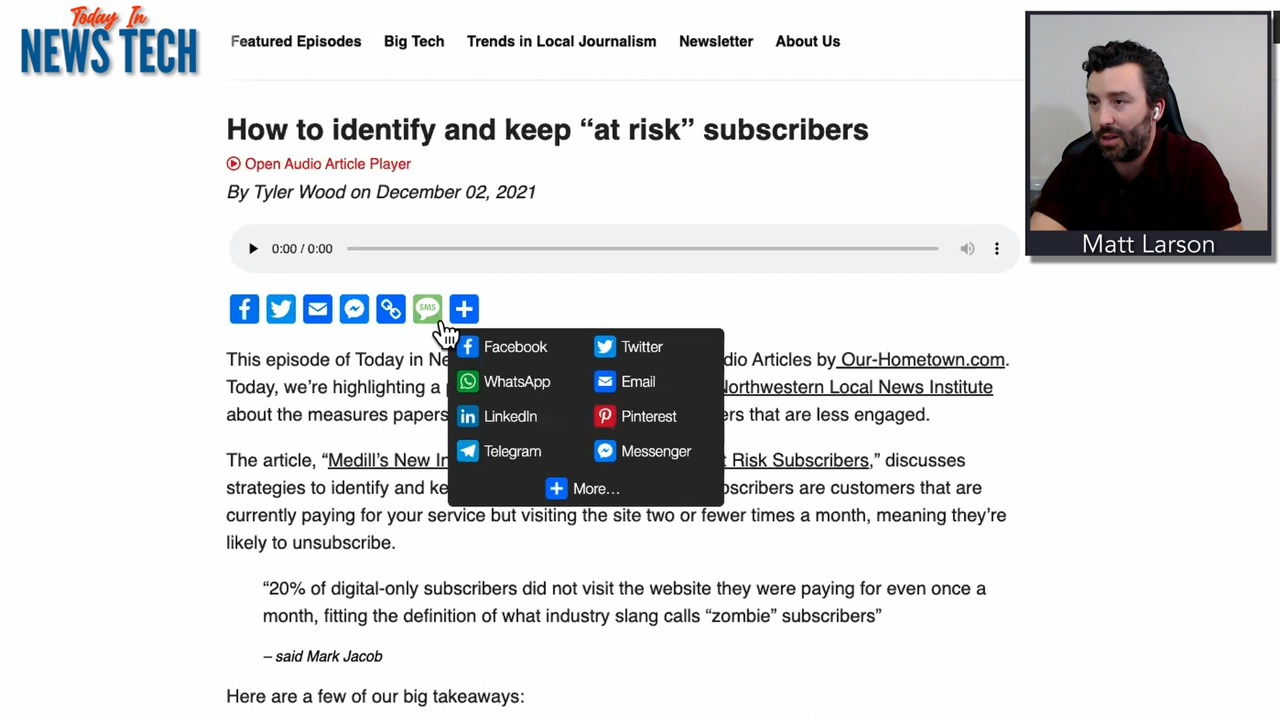 Today In
NEWS TECH
Featured Episodes
Big Tech
Trends in Local Journalism
Newsletter
About Us
Matt Larson
How to identify and keep “at risk” subscribers
Open Audio Article Player
By Tyler Wood on December 02, 2021
0:00 / 0:00
SMS
This episode of Today in Ne
dio Articles by Our-Hometown.com.
Today, we’re highlighting a
Northwestern Local News Institute
about the measures papers
ers that are less engaged.
Facebook
Twitter
WhatsApp
Email
LinkedIn
Pinterest
Telegram
Messenger
More…
The article, “Medill’s New In
t Risk Subscribers,” discusses
strategies to identify and ke
bscribers are customers that are
currently paying for your service but visiting the site two or fewer times a month, meaning they’re
likely to unsubscribe.
“20% of digital-only subscribers did not visit the website they were paying for even once a
month, fitting the definition of what industry slang calls “zombie” subscribers”
– said Mark Jacob
Here are a few of our big takeaways: